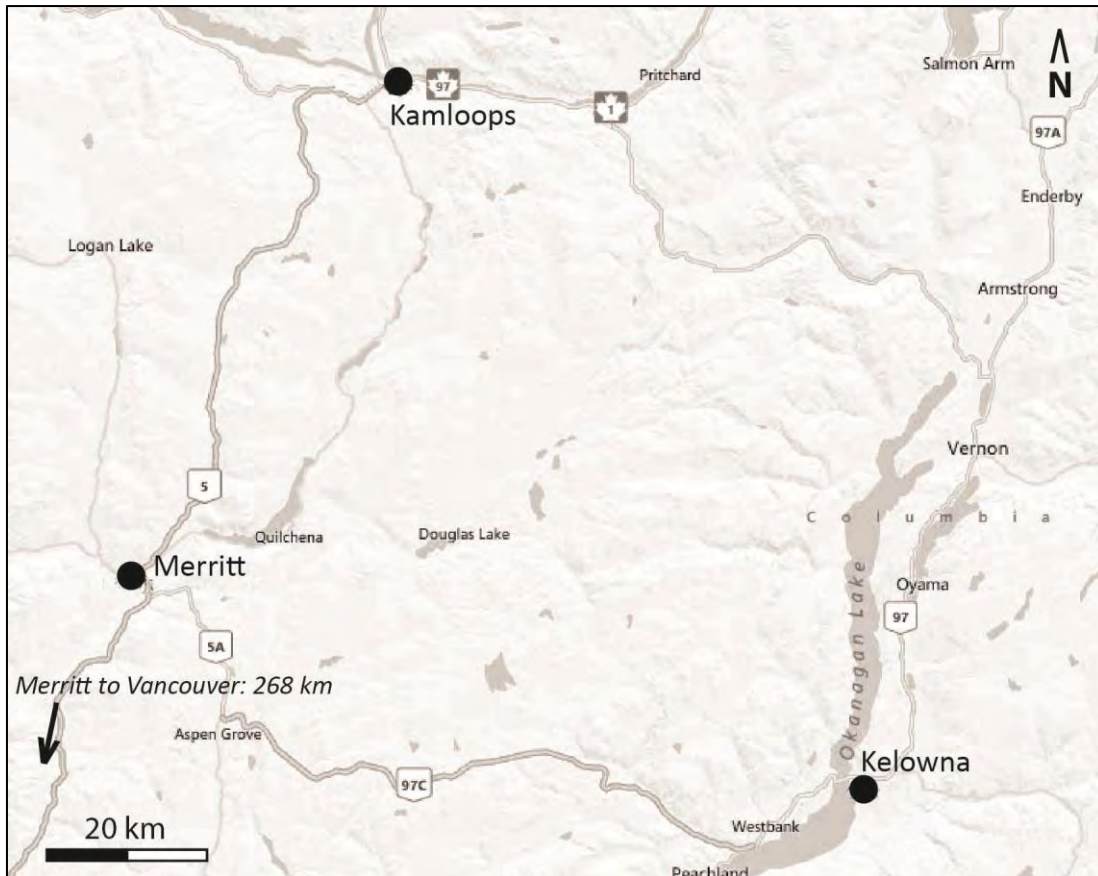 Salmon Arm
N
Pritchard
97
1
Kamloops
97A
Enderby
Logan Lake
Armstrong
Vernon
5
Columbia
Quilchena
Douglas Lake
Merritt
Okanagan Lake
Oyama
97
5A
Merritt to Vancouver: 268 km
Aspen Grove
Kelowna
97C
20 km
Westbank
Peachland